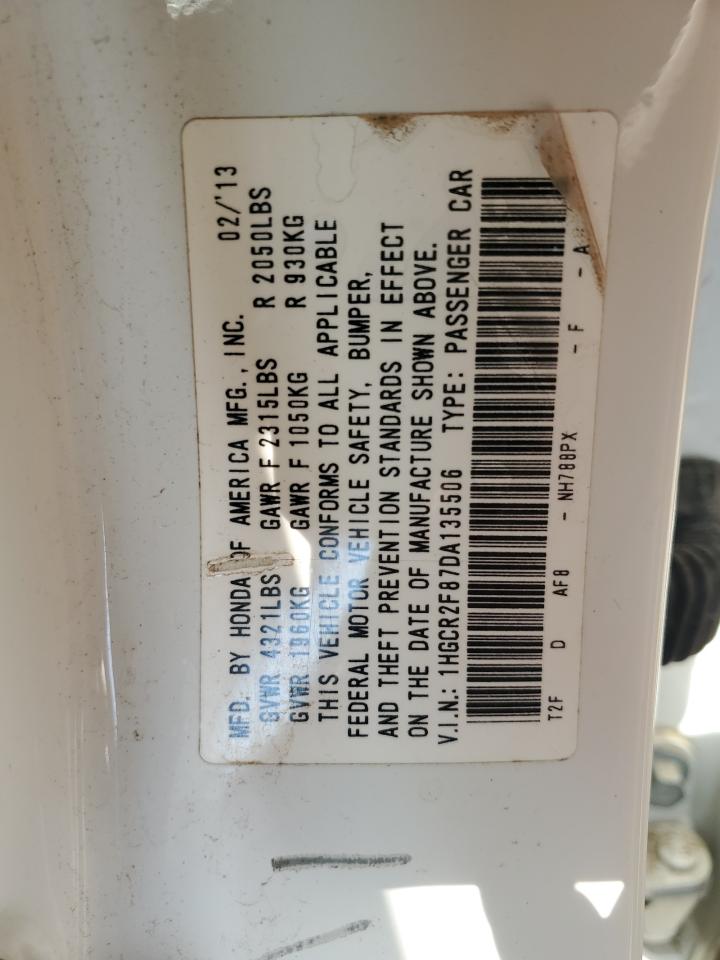 MFD. BY HONDA OF AMERICA MFG., INC. 02/'13
GVWR 4321LBS GAWR F 2315LBS R 2050LBS
GVWR 1960KG GAWR F 1050KG R 930KG
THIS VEHICLE CONFORMS TO ALL APPLICABLE
FEDERAL MOTOR VEHICLE SAFETY, BUMPER,
AND THEFT PREVENTION STANDARDS IN EFFECT
ON THE DATE OF MANUFACTURE SHOWN ABOVE.
V.I.N.: 1HGCR2F87DA135506 TYPE: PASSENGER CAR
T2F D AF8 - NH788PX - F - A